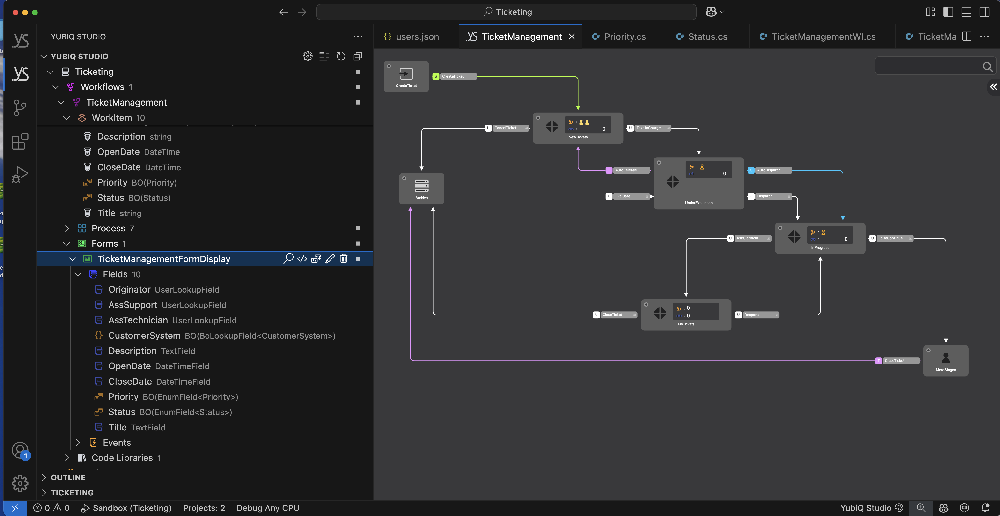 Ticketing
YUBIQ STUDIO
users.json
TicketManagement
Priority.cs
Status.cs
TicketManagementWI.cs
TicketMa
YUBIQ STUDIO
Ticketing
Workflows 1
TicketManagement
WorkItem 10
Description string
OpenDate DateTime
CloseDate DateTime
Priority BO(Priority)
Status BO(Status)
Title string
Process 7
Forms 1
TicketManagementFormDisplay
Fields 10
Originator UserLookupField
AssSupport UserLookupField
AssTechnician UserLookupField
CustomerSystem BO(BoLookupField<CustomerSystem>)
Description TextField
OpenDate DateTimeField
CloseDate DateTimeField
Priority BO(EnumField<Priority>)
Status BO(EnumField<Status>)
Title TextField
Events
Code Libraries 1
OUTLINE
TICKETING
1
CreateTicket
S CreateTicket
U CancelTicket
: 
: 0
NewTickets
U TakeInCharge
T AutoRelease
U Evaluate
: 
: 0
UnderEvaluation
C AutoDispatch
U Dispatch
Archive
U AskClarificat..
: 
: 0
InProgress
U ToBeContinue
U CloseTicket
: 0
: 0
MyTickets
U Respond
T CloseTicket
MoreStages
0 0 Sandbox (Ticketing) Projects: 2 Debug Any CPU
YubiQ Studio